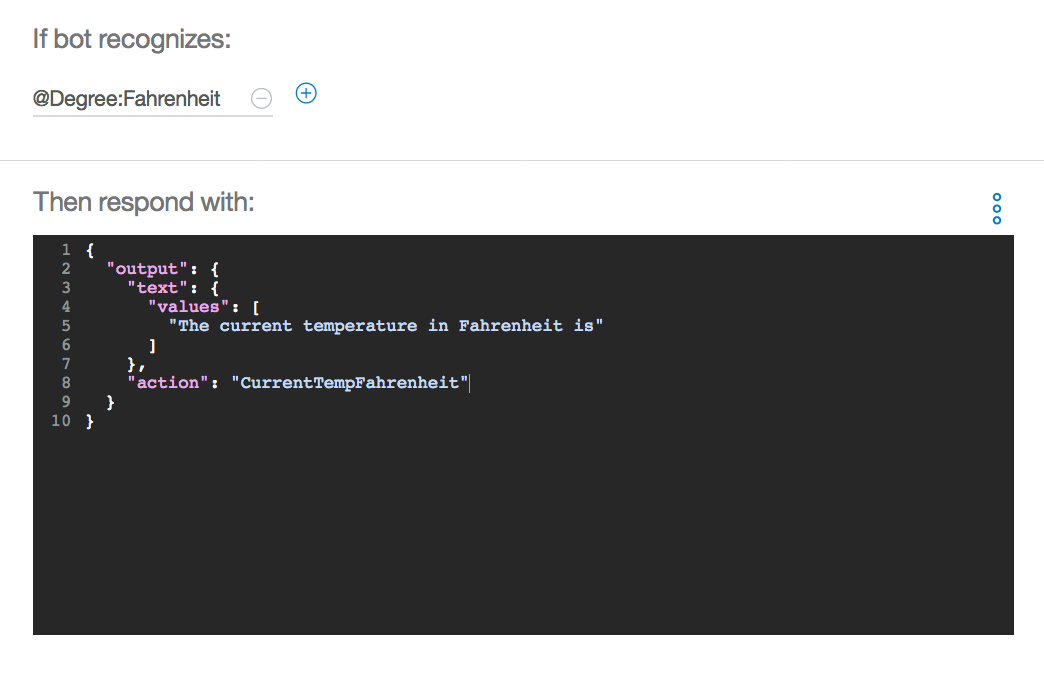 If bot recognizes:
@Degree:Fahrenheit
Then respond with:
1 {
2 "output": {
3 "text": {
4 "values": [
5 "The current temperature in Fahrenheit is"
6 ]
7 },
8 "action": "CurrentTempFahrenheit"
9 }
10 }